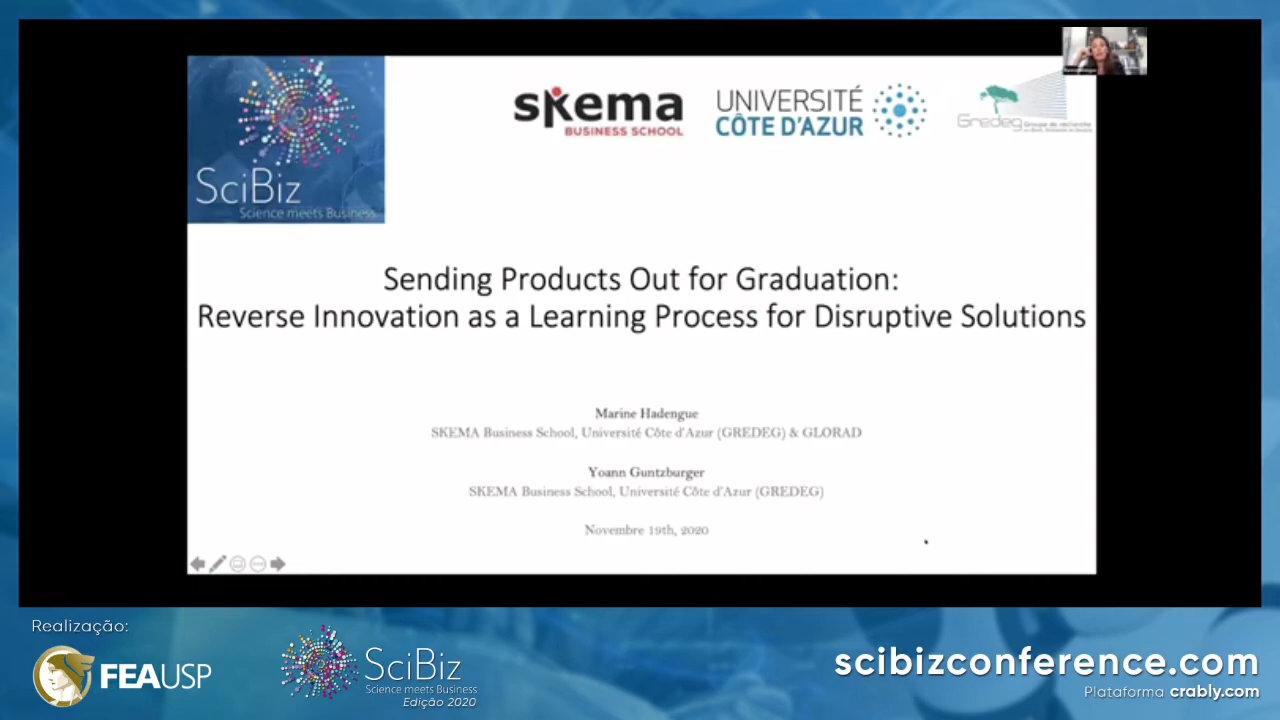 SciBiz
Science meets Business
skema
BUSINESS SCHOOL
UNIVERSITÉ
CÔTE D'AZUR
Gredeg
Sending Products Out for Graduation:
Reverse Innovation as a Learning Process for Disruptive Solutions
Marine Hadengue
SKEMA Business School, Université Côte d'Azur (GREDEG) & GLORAD
Yoann Guntzburger
SKEMA Business School, Université Côte d'Azur (GREDEG)
Novembre 19th, 2020
Realização:
FEAUSP
SciBiz
Science meets Business
Edição 2020
scibizconference.com
Plataforma crably.com